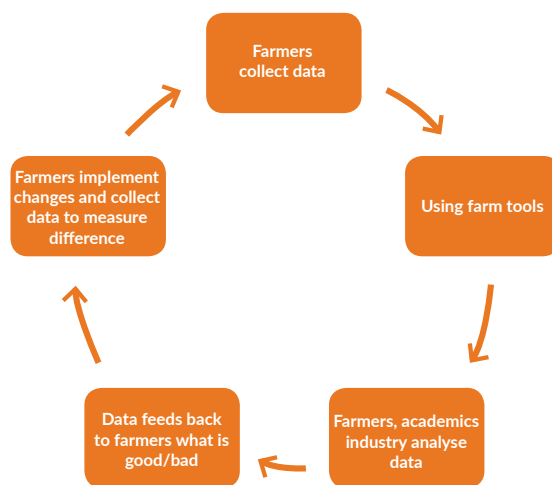 Farmers
collect data
Using farm tools
Farmers, academics
industry analyse
data
Data feeds back
to farmers what is
good/bad
Farmers implement
changes and collect
data to measure
difference